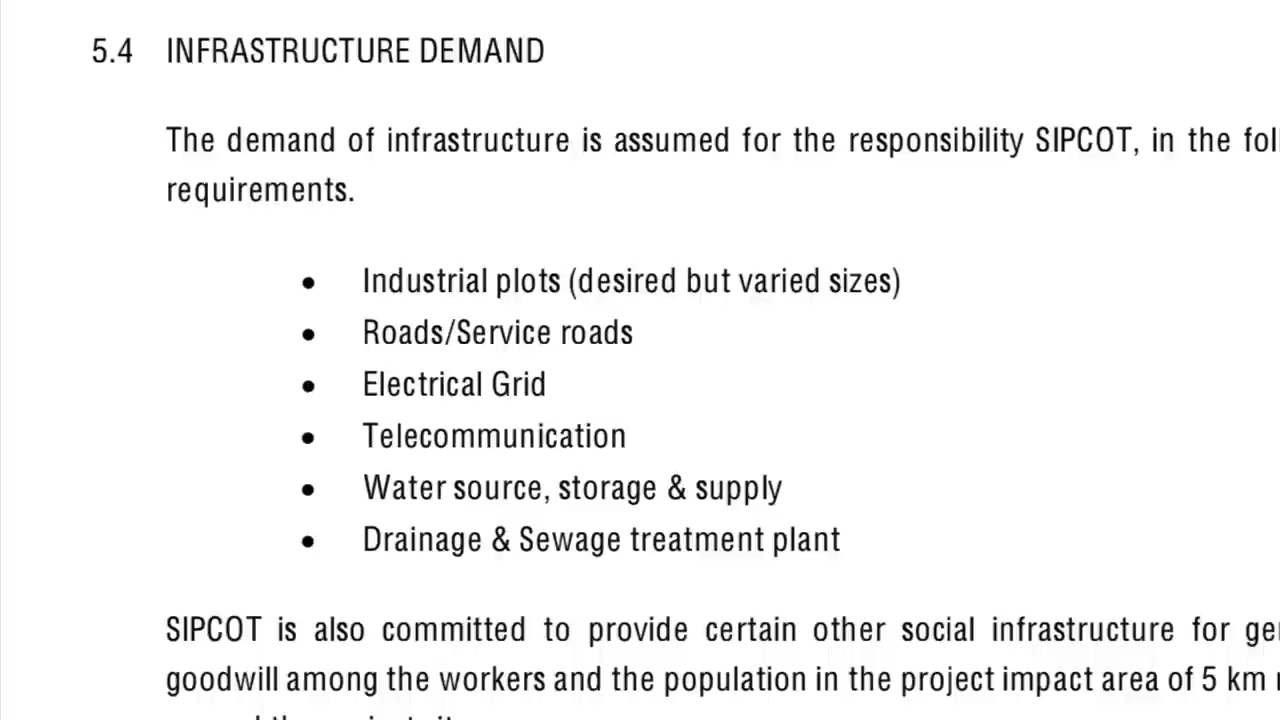 5.4 INFRASTRUCTURE DEMAND
The demand of infrastructure is assumed for the responsibility SIPCOT, in the
requirements.
• Industrial plots (desired but varied sizes)
• Roads/Service roads
• Electrical Grid
• Telecommunication
• Water source, storage & supply
• Drainage & Sewage treatment plant
SIPCOT is also committed to provide certain other social infrastructure for
goodwill among the workers and the population in the project impact area of 5 km